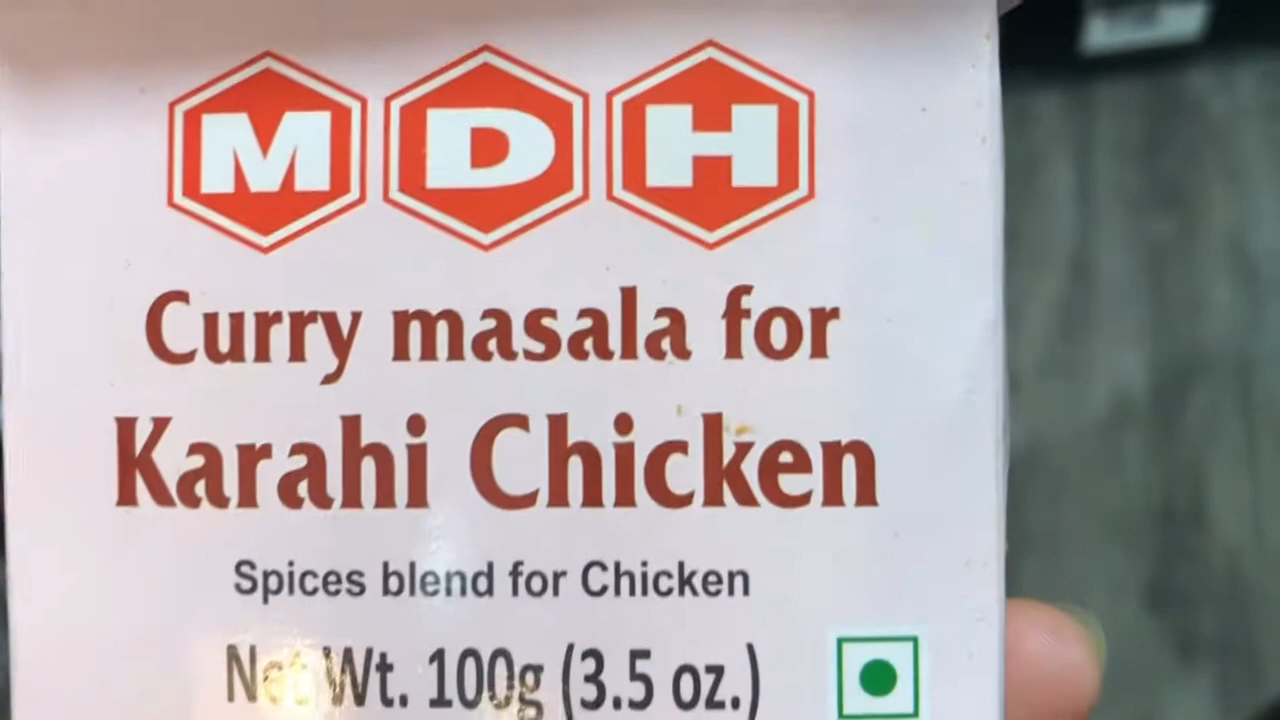 MDH
Curry masala for
Karahi Chicken
Spices blend for Chicken
Net Wt. 100g (3.5 oz.)